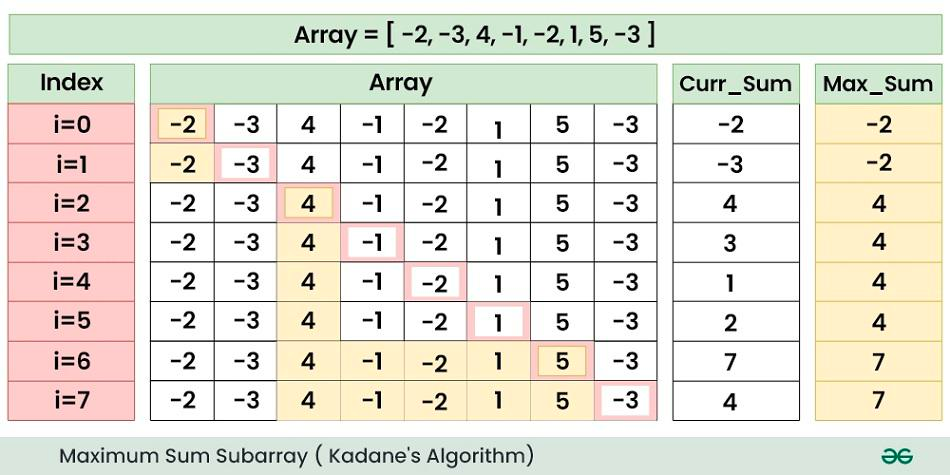 Array = [ -2, -3, 4, -1, -2, 1, 5, -3 ]
Index Array Curr_Sum Max_Sum
i=0 -2 -3 4 -1 -2 1 5 -3 -2 -2
i=1 -2 -3 4 -1 -2 1 5 -3 -3 -2
i=2 -2 -3 4 -1 -2 1 5 -3 4 4
i=3 -2 -3 4 -1 -2 1 5 -3 3 4
i=4 -2 -3 4 -1 -2 1 5 -3 1 4
i=5 -2 -3 4 -1 -2 1 5 -3 2 4
i=6 -2 -3 4 -1 -2 1 5 -3 7 7
i=7 -2 -3 4 -1 -2 1 5 -3 4 7
Maximum Sum Subarray ( Kadane's Algorithm)